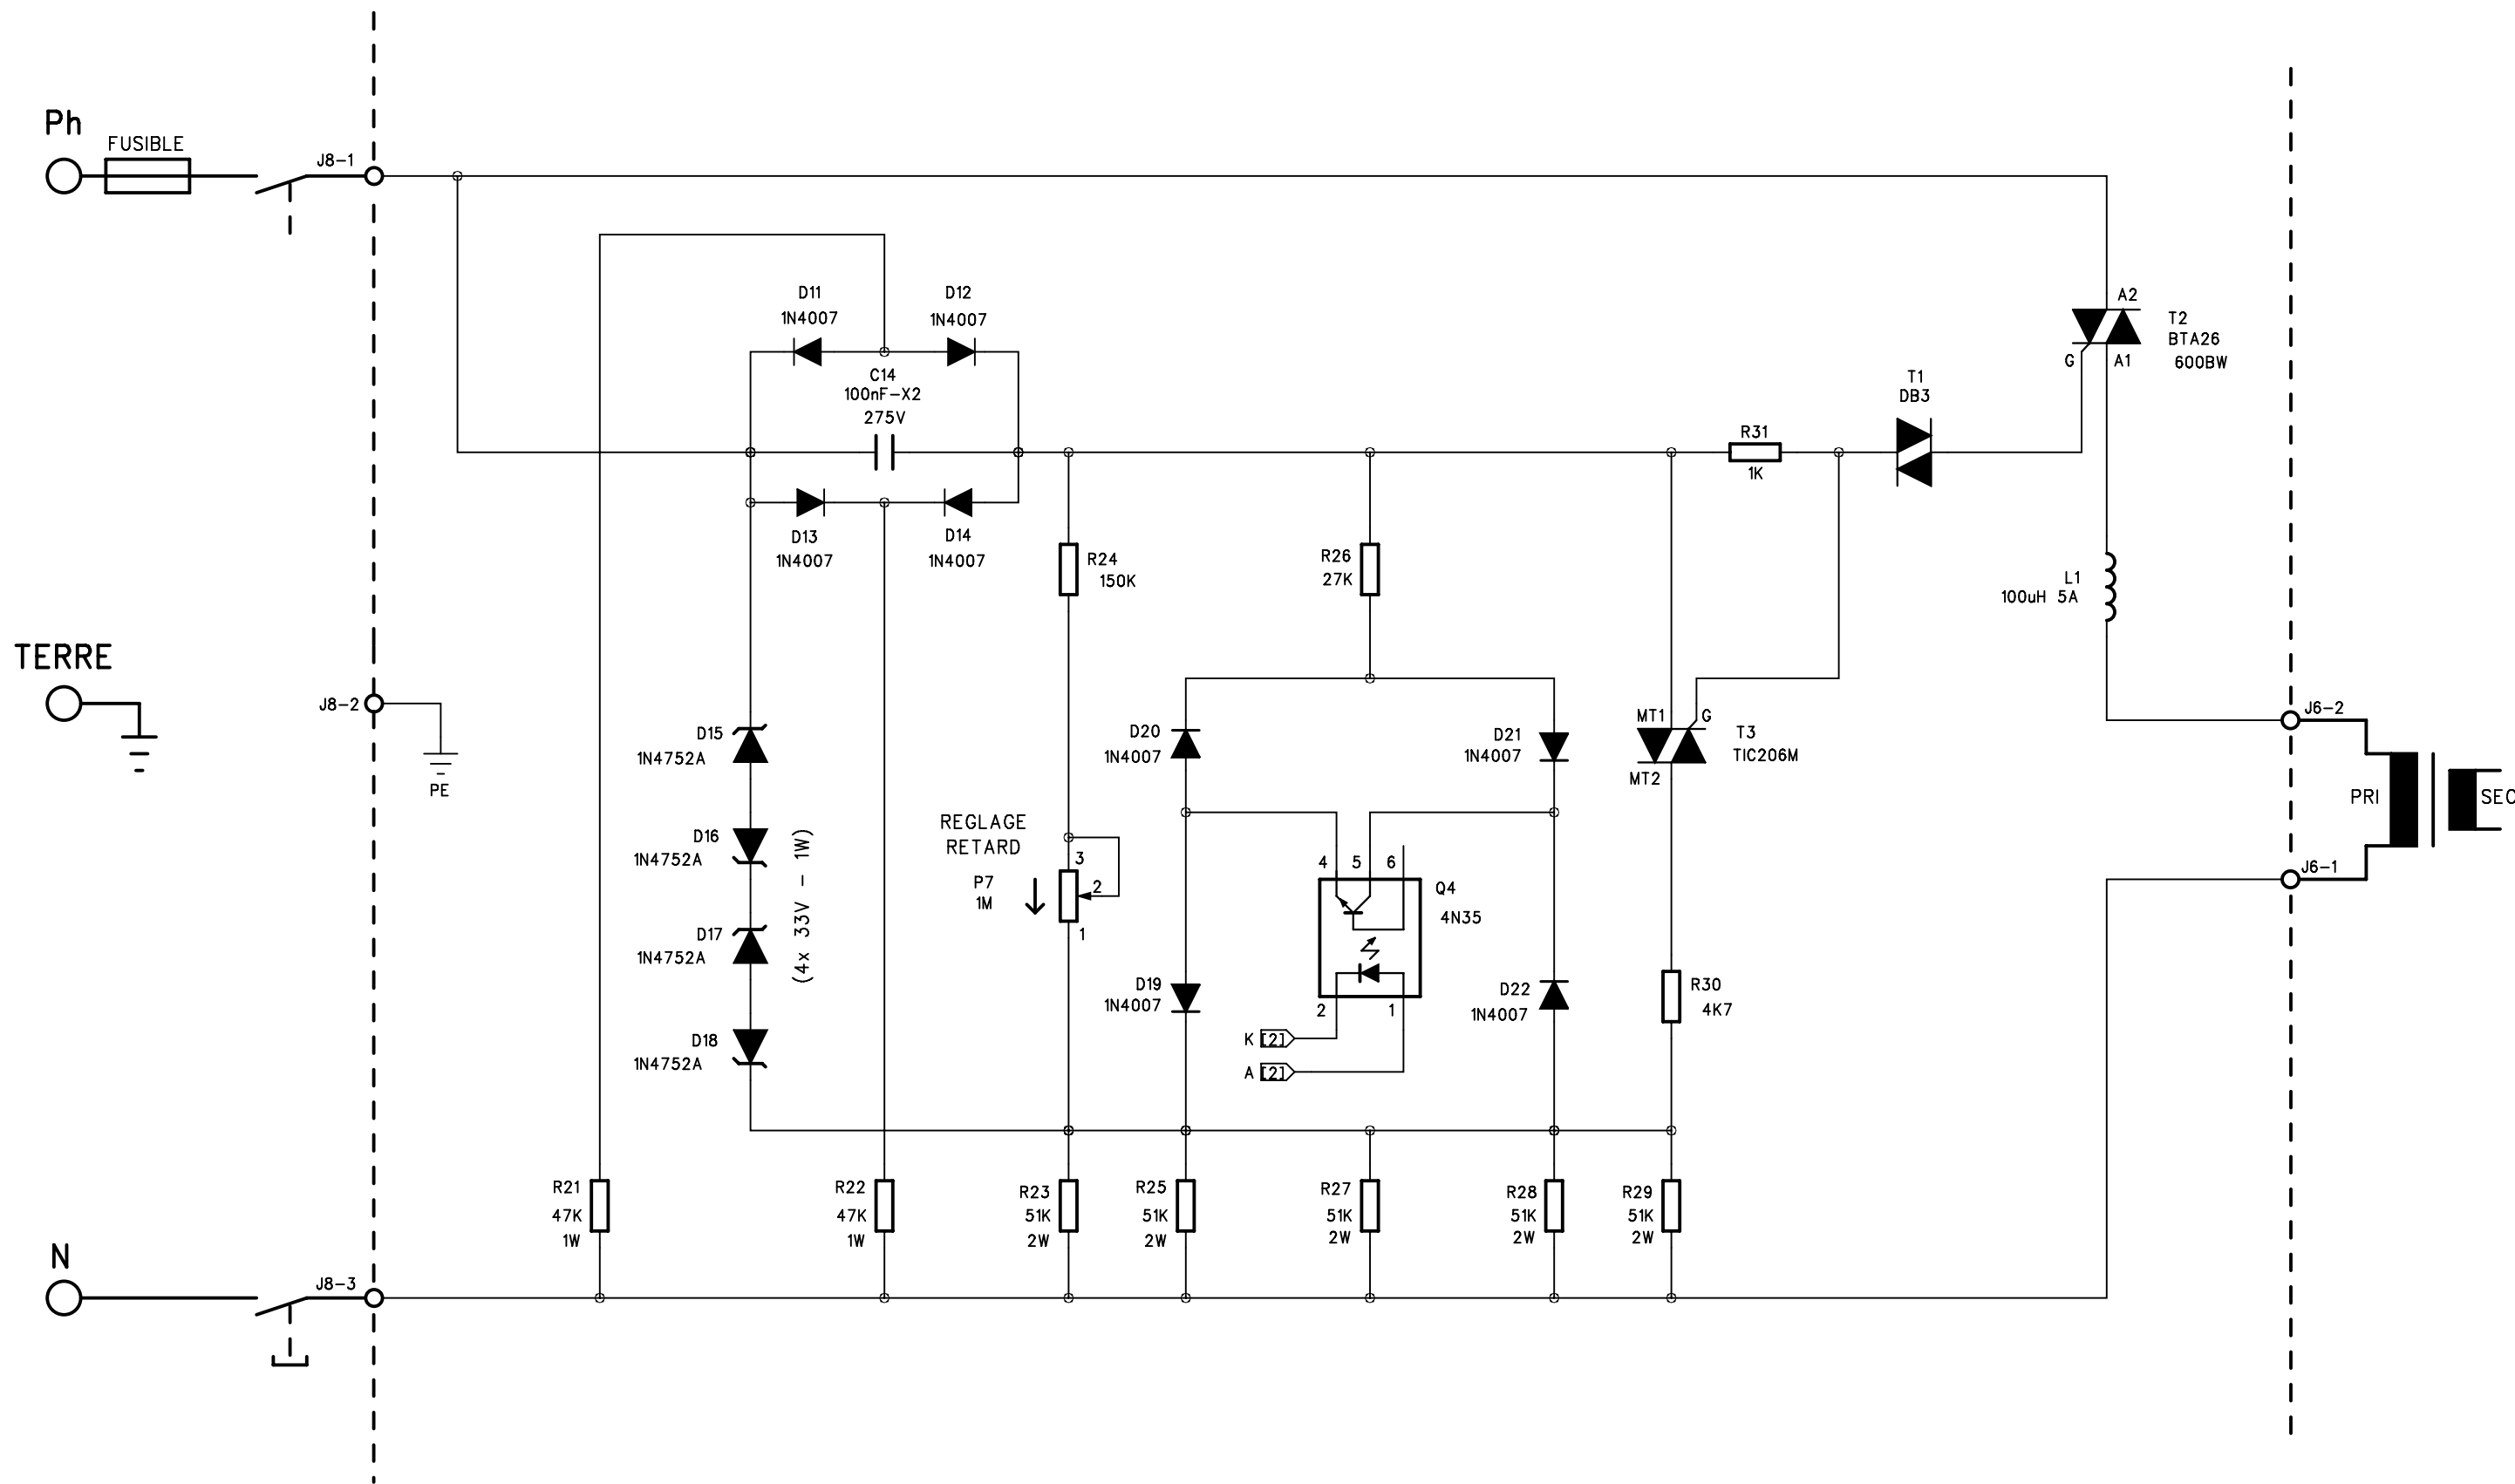 Ph
FUSIBLE
J8-1
D11
1N4007
D12
1N4007
C14
100nF-X2
275V
D13
1N4007
D14
1N4007
A2
T2
BTA26
600BW
G
A1
T1
DB3
R31
1K
R24
150K
R26
27K
L1
100uH 5A
TERRE
J8-2
PE
D15
1N4752A
D16
1N4752A
D17
1N4752A
D18
1N4752A
(4x 33V - 1W)
REGLAGE
RETARD
P7
1M
3
2
1
D20
1N4007
D21
1N4007
D19
1N4007
D22
1N4007
4
5
6
Q4
4N35
2
1
K [2]
A [2]
MT1
G
T3
TIC206M
MT2
R30
4K7
J6-2
PRI
SEC
J6-1
R21
47K
1W
R22
47K
1W
R23
51K
2W
R25
51K
2W
R27
51K
2W
R28
51K
2W
R29
51K
2W
N
J8-3